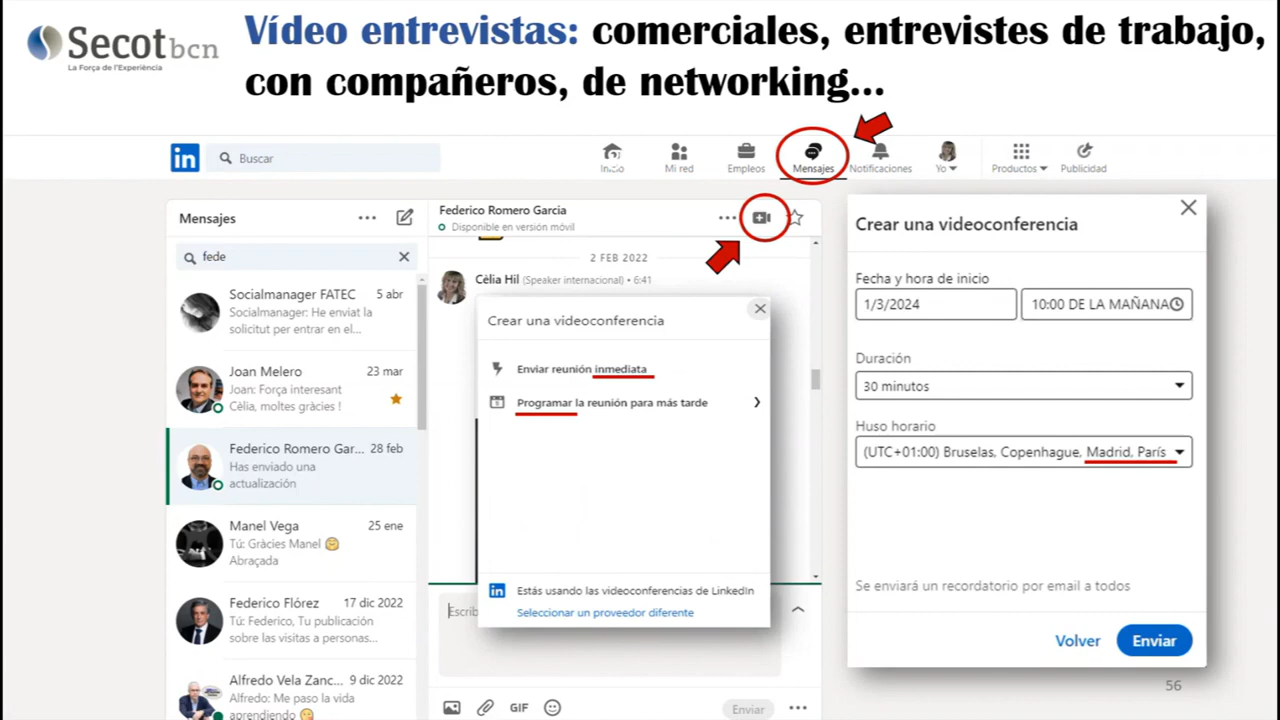 Secot bcn
La Força de l'Experiència
Vídeo entrevistas: comerciales, entrevistes de trabajo,
con compañeros, de networking...
in
Buscar
Inicio
Mi red
Empleos
Mensajes
Notificaciones
Yo
Productos
Publicidad
Mensajes
fede
Socialmanager FATEC 5 abr
Socialmanager: He enviat la
solicitut per entrar en el...
Joan Melero 23 mar
Joan: Força interesant
Cèlia, moltes gràcies !
Federico Romero Gar... 28 feb
Has enviado una
actualización
Manel Vega 25 ene
Tú: Gràcies Manel
Abraçada
Federico Flórez 17 dic 2022
Tú: Federico, Tu publicación
sobre las visitas a personas...
Alfredo Vela Zanc... 9 dic 2022
Alfredo: Me paso la vida
aprendiendo
Federico Romero Garcia
Disponible en versión móvil
2 FEB 2022
Cèlia Hil (Speaker internacional) • 6:41
Crear una videoconferencia
Enviar reunión inmediata
Programar la reunión para más tarde
in Estás usando las videoconferencias de LinkedIn
Seleccionar un proveedor diferente
Escrib
GIF
Enviar
Crear una videoconferencia
Fecha y hora de inicio
1/3/2024 10:00 DE LA MAÑANA
Duración
30 minutos
Huso horario
(UTC+01:00) Bruselas, Copenhague, Madrid, París
Se enviará un recordatorio por email a todos
Volver Enviar
56